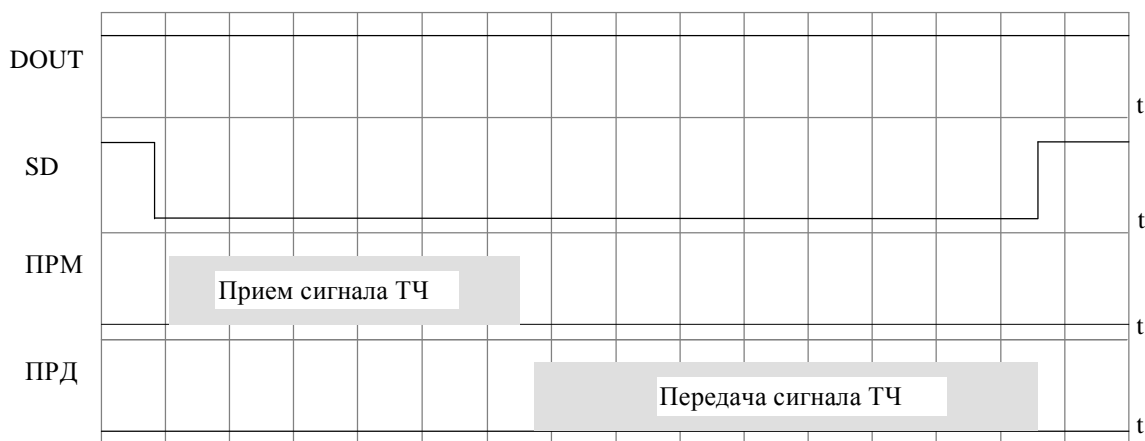 DOUT
t
SD
t
ПРМ
Прием сигнала ТЧ
t
ПРД
Передача сигнала ТЧ
t